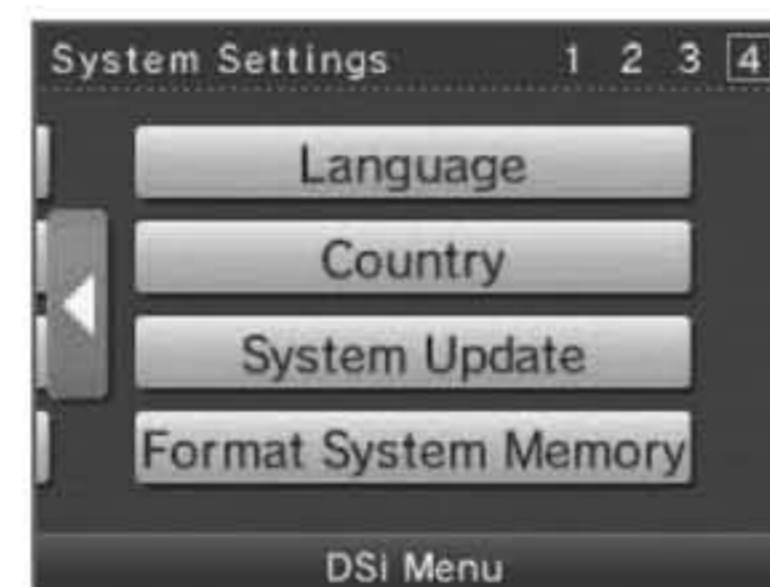 System Settings 1 2 3 4
Language
Country
System Update
Format System Memory
DSi Menu